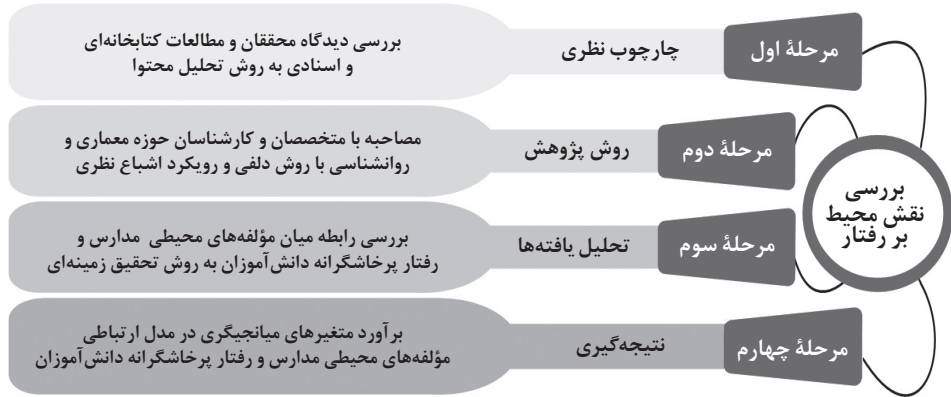 بررسی
نقش محیط
بر رفتار
مرحلهٔ اول
چارچوب نظری
بررسی دیدگاه محققان و مطالعات کتابخانه‌ای
و اسنادی به روش تحلیل محتوا
مرحلهٔ دوم
روش پژوهش
مصاحبه با متخصصان و کارشناسان حوزه معماری و
روانشناسی با روش دلفی و رویکرد اشباع نظری
مرحلهٔ سوم
تحلیل یافته‌ها
بررسی رابطه میان مؤلفه‌های محیطی مدارس و
رفتار پرخاشگرانه دانش‌آموزان به روش تحقیق زمینه‌ای
مرحلهٔ چهارم
نتیجه‌گیری
برآورد متغیرهای میانجیگری در مدل ارتباطی
مؤلفه‌های محیطی مدارس و رفتار پرخاشگرانه دانش‌آموزان